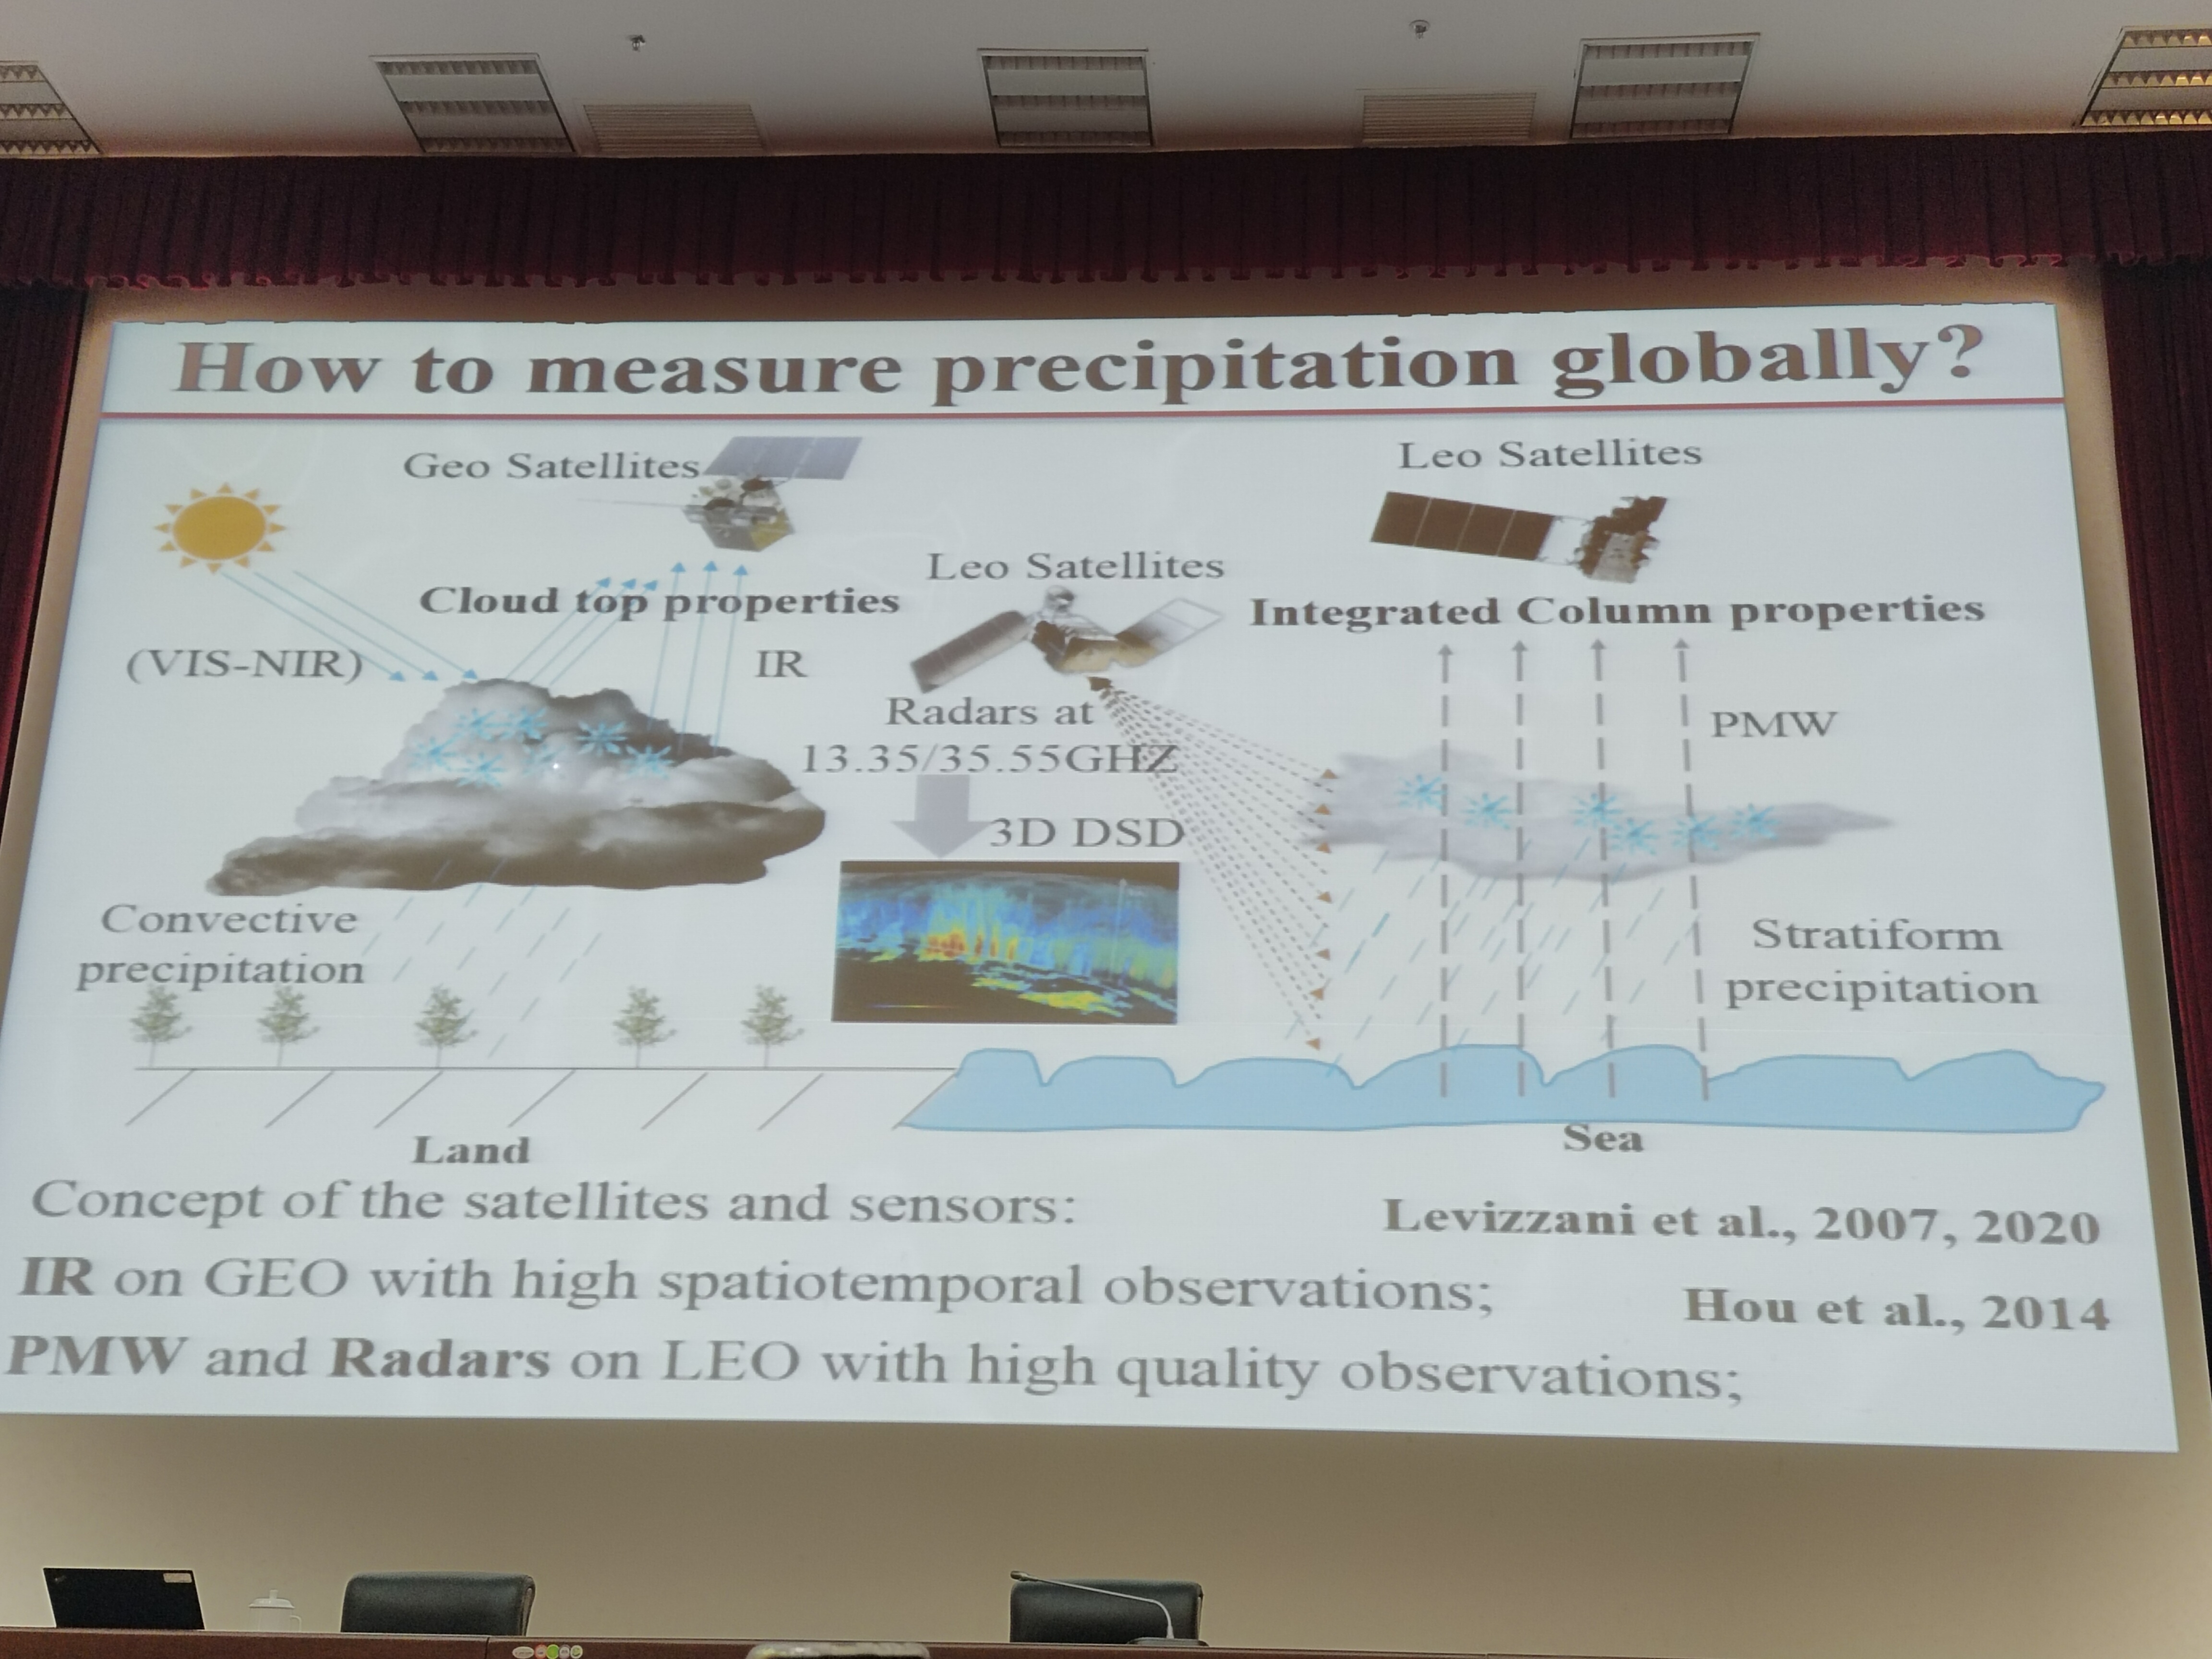 How to measure precipitation globally?
Geo Satellites
Leo Satellites
Leo Satellites
Cloud top properties
Integrated Column properties
(VIS-NIR)
IR
Radars at
13.35/35.55GHZ
PMW
3D DSD
Convective
precipitation
Stratiform
precipitation
Land
Sea
Concept of the satellites and sensors:
Levizzani et al., 2007, 2020
IR on GEO with high spatiotemporal observations;
Hou et al., 2014
PMW and Radars on LEO with high quality observations;